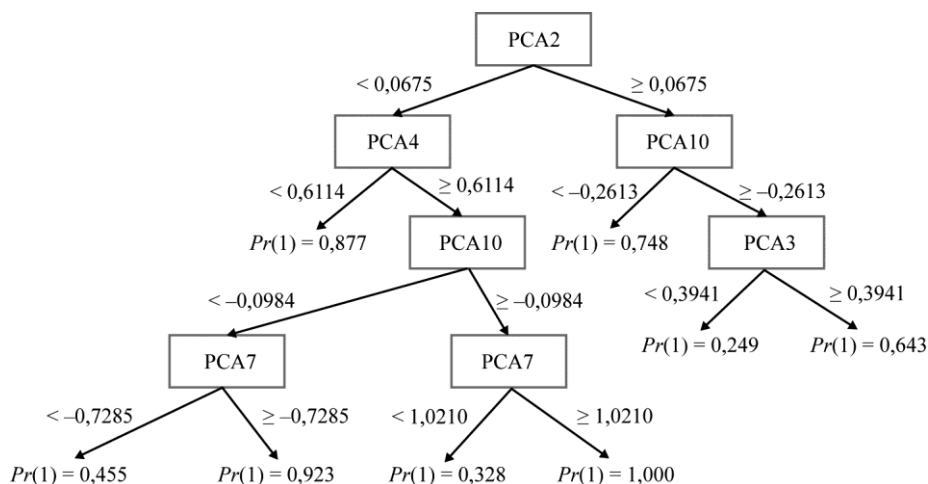 PCA2
< 0,0675 ≥ 0,0675
PCA4 PCA10
< 0,6114 ≥ 0,6114 < –0,2613 ≥ –0,2613
Pr(1) = 0,877 PCA10 Pr(1) = 0,748 PCA3
< –0,0984 ≥ –0,0984 < 0,3941 ≥ 0,3941
PCA7 PCA7 Pr(1) = 0,249 Pr(1) = 0,643
< –0,7285 ≥ –0,7285 < 1,0210 ≥ 1,0210
Pr(1) = 0,455 Pr(1) = 0,923 Pr(1) = 0,328 Pr(1) = 1,000